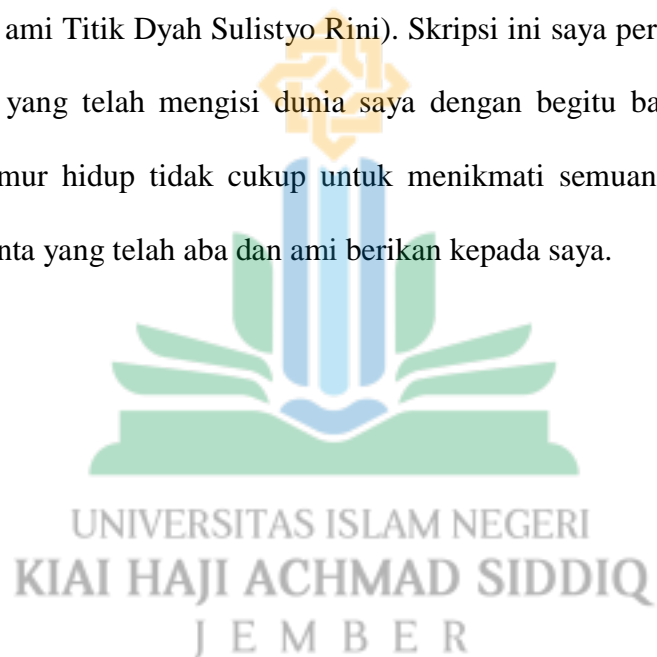 ami Titik Dyah Sulistyo Rini). Skripsi ini saya per
yang telah mengisi dunia saya dengan begitu ba
mur hidup tidak cukup untuk menikmati semuan
nta yang telah aba dan ami berikan kepada saya.
UNIVERSITAS ISLAM NEGERI
KIAI HAJI ACHMAD SIDDIQ
JEMBER